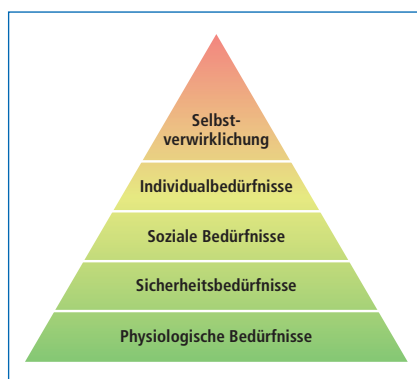 Selbst-
verwirklichung
Individualbedürfnisse
Soziale Bedürfnisse
Sicherheitsbedürfnisse
Physiologische Bedürfnisse